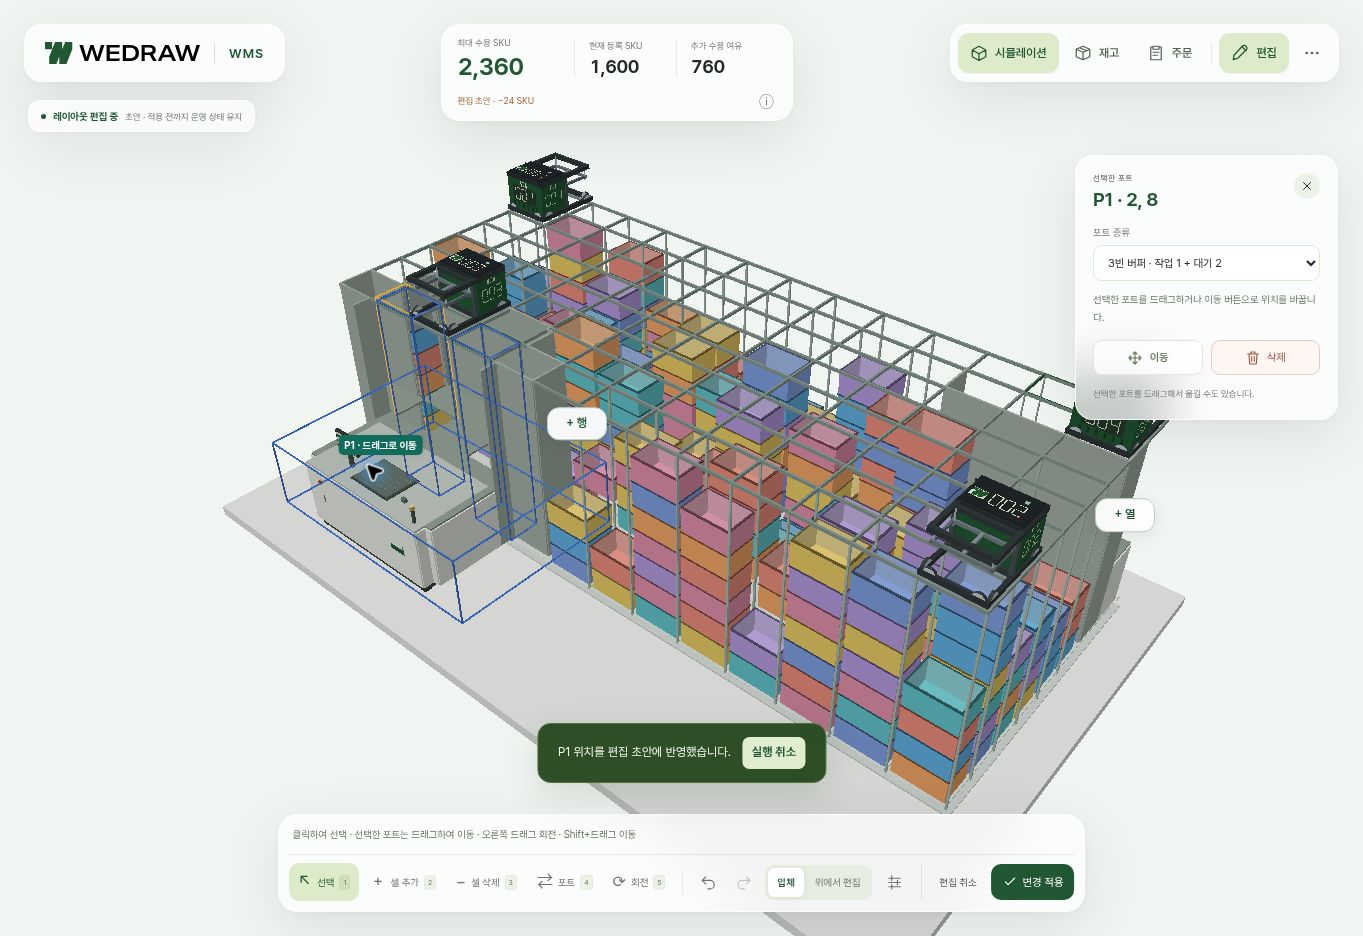 WEDRAW WMS
최대 수용 SKU
2,360
현재 등록 SKU
1,600
추가 수용 여유
760
편집 초안 · −24 SKU
시뮬레이션
재고
주문
편집
레이아웃 편집 중 초안 · 적용 전까지 운영 상태 유지
선택한 포트
P1 · 2, 8
포트 종류
3빈 버퍼 · 작업 1 + 대기 2
선택한 포트를 드래그하거나 이동 버튼으로 위치를 바꿉니
다.
이동
삭제
선택한 포트를 드래그해서 옮길 수도 있습니다.
003
+ 행
P1 · 드래그로 이동
002
+ 열
P1 위치를 편집 초안에 반영했습니다. 실행 취소
클릭하여 선택 · 선택한 포트는 드래그하여 이동 · 오른쪽 드래그 회전 · Shift+드래그 이동
선택 1
+ 셀 추가 2
− 셀 삭제 3
포트 4
회전 5
입체
위에서 편집
편집 취소
변경 적용